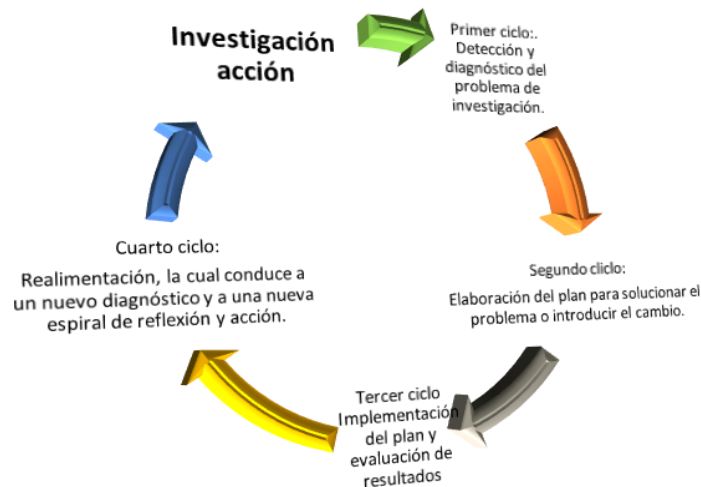 Investigación
acción
Primer ciclo:.
Detección y
diagnóstico del
problema de
investigación.
Segundo cliclo:
Elaboración del plan para solucionar el
problema o introducir el cambio.
Tercer ciclo
Implementación
del plan y
evaluación de
resultados
Cuarto ciclo:
Realimentación, la cual conduce a
un nuevo diagnóstico y a una nueva
espiral de reflexión y acción.